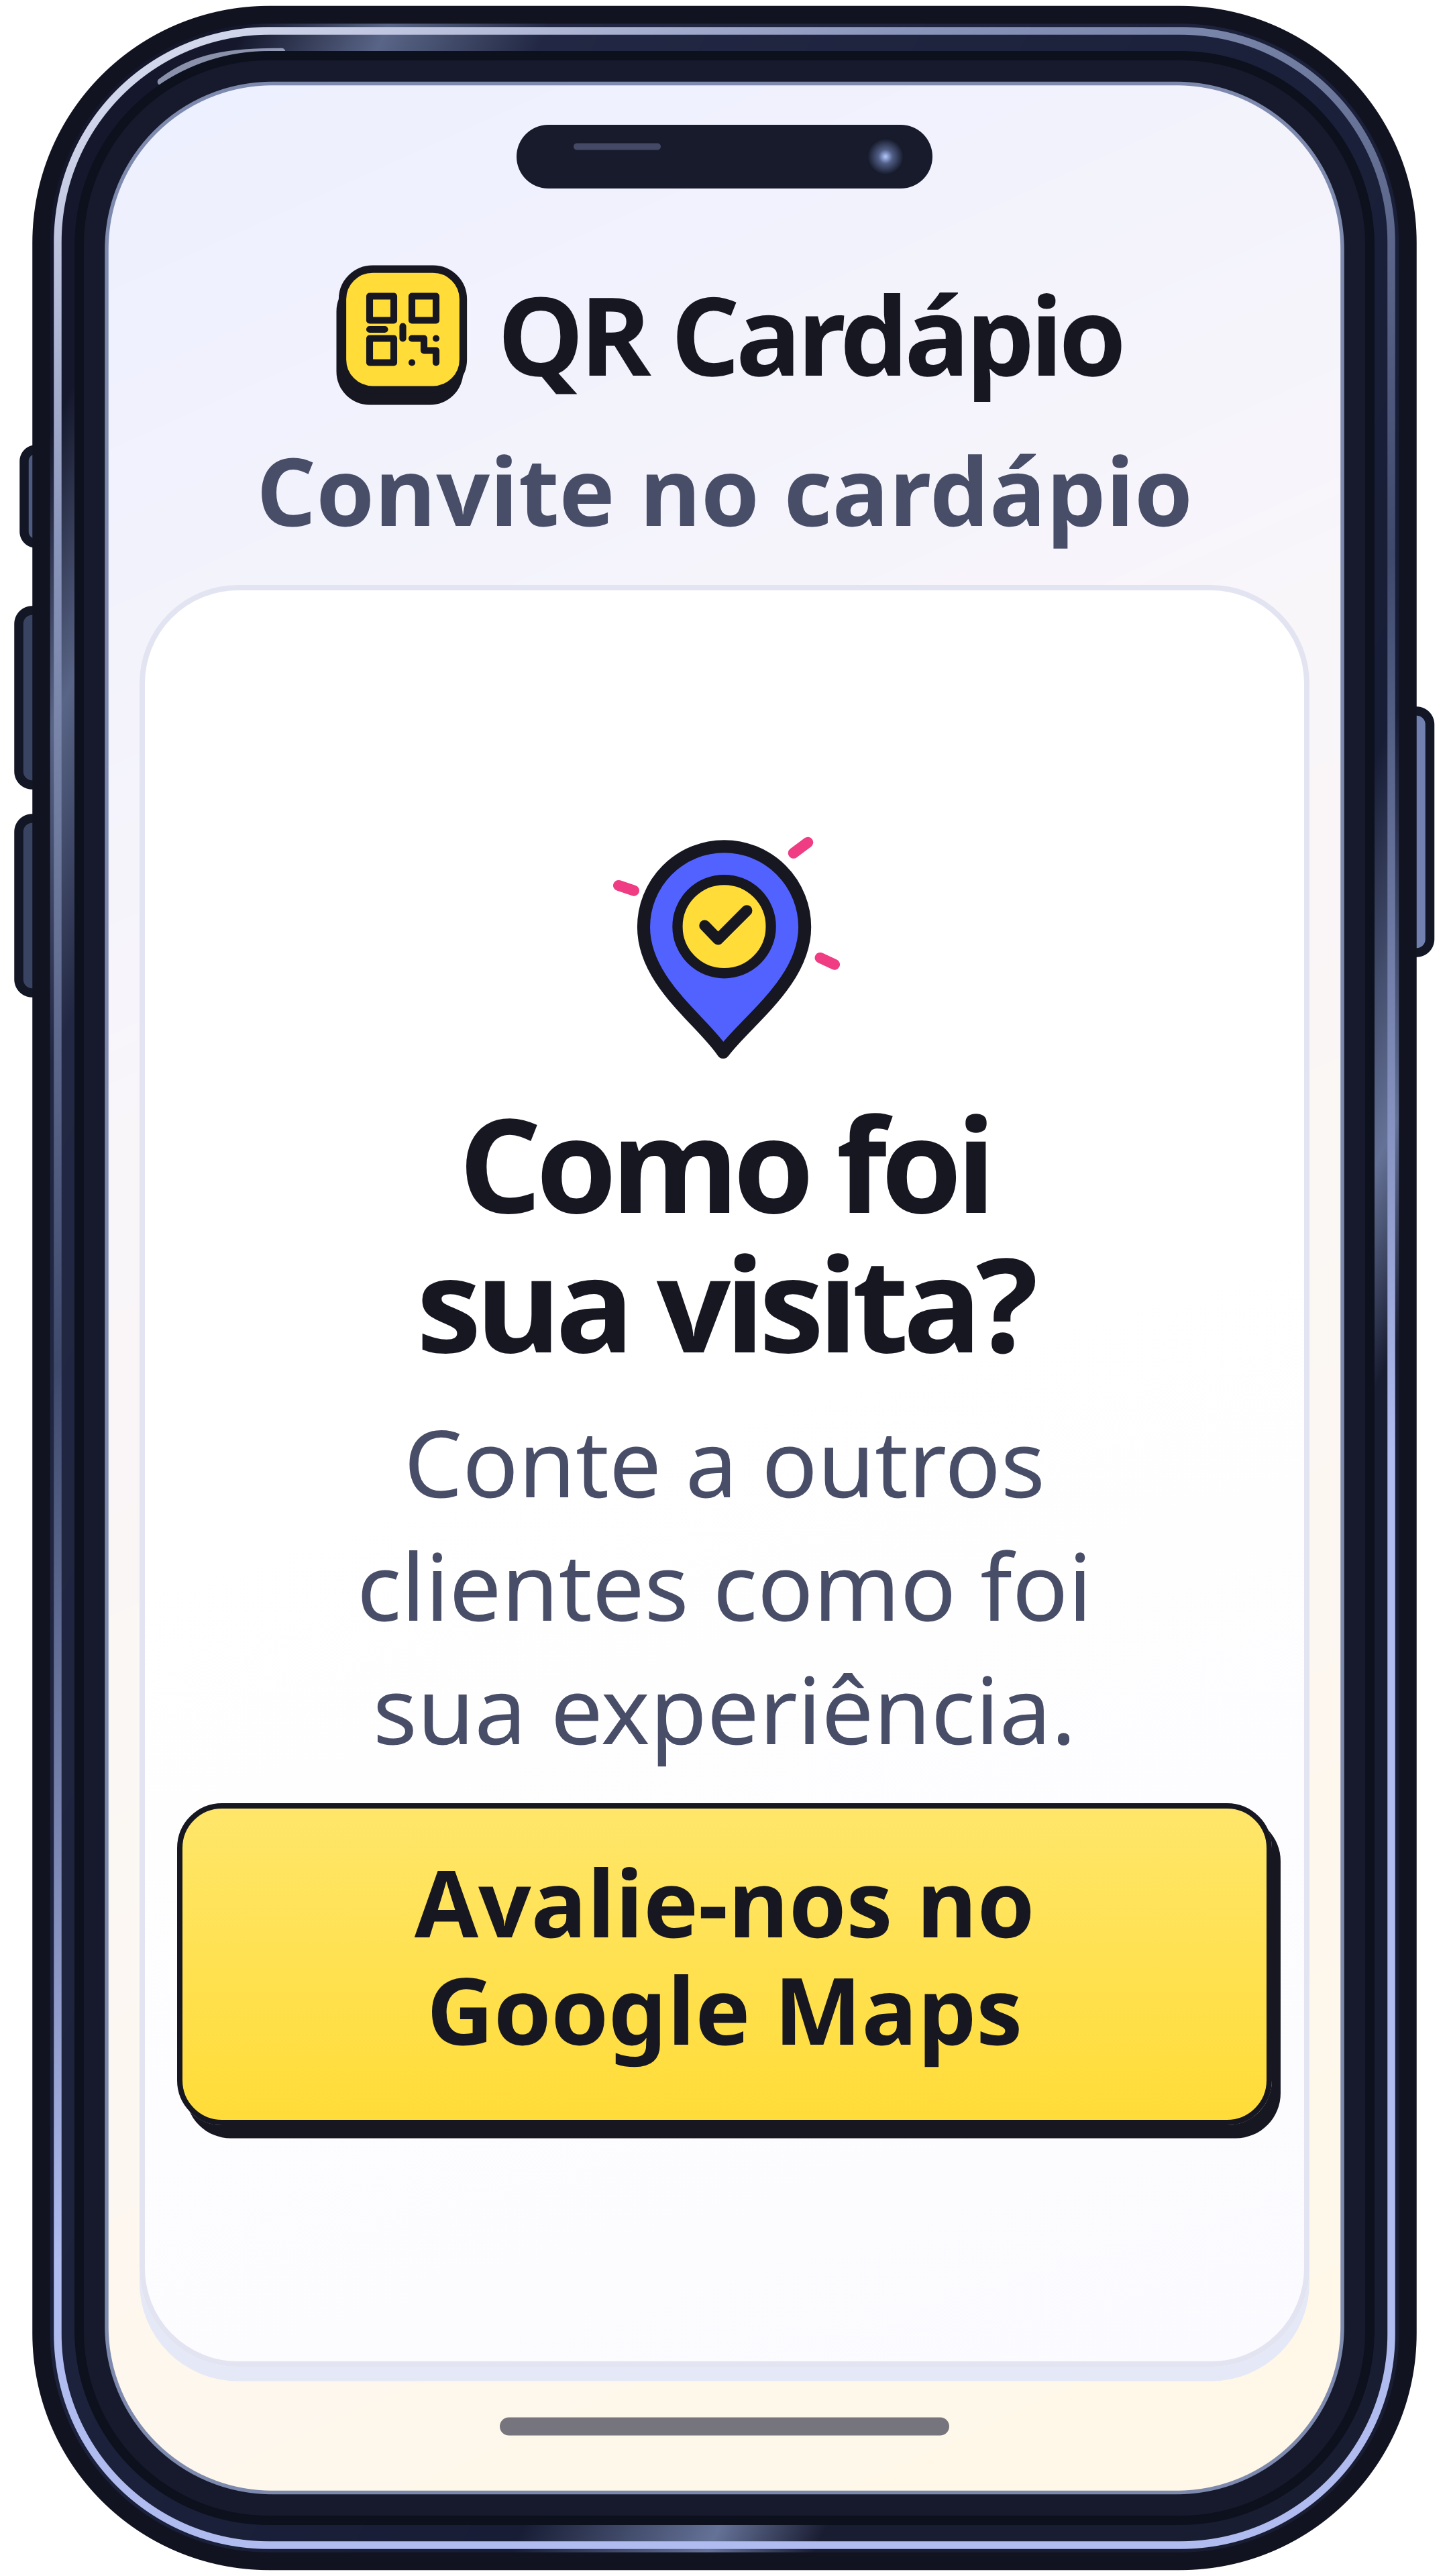 QR Cardápio
Convite no cardápio
Como foi
sua visita?
Conte a outros
clientes como foi
sua experiência.
Avalie-nos no
Google Maps